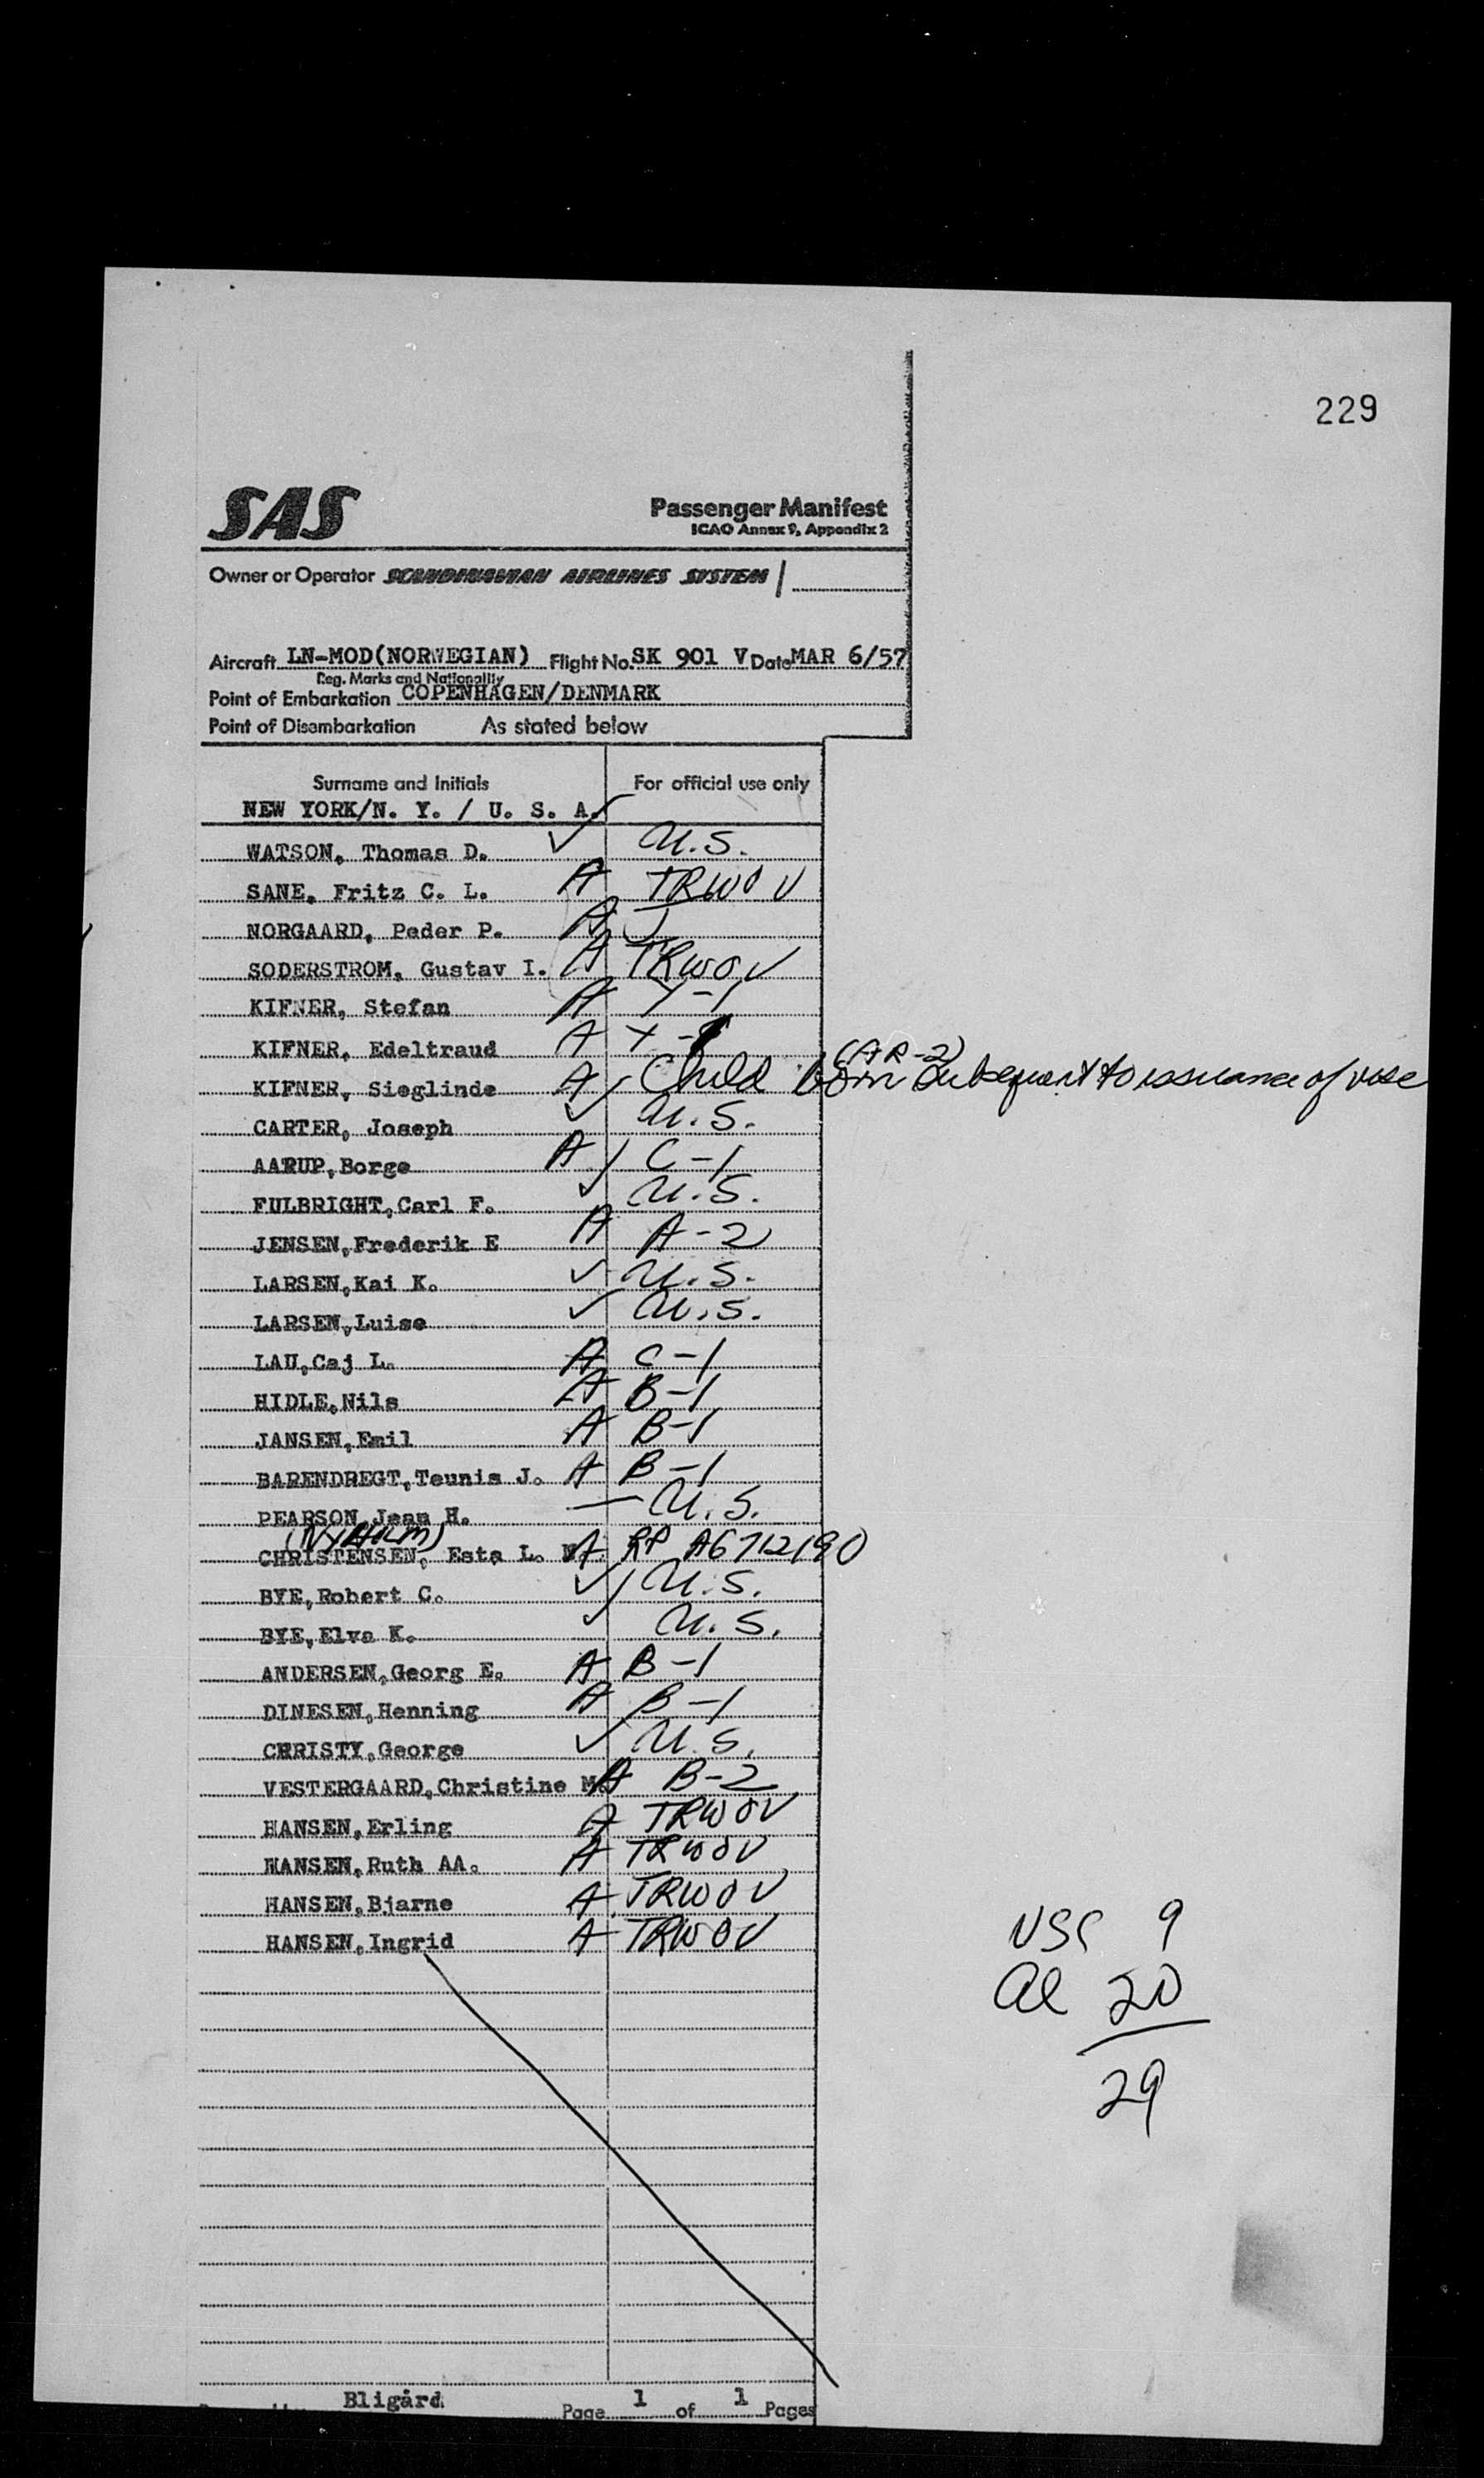 229
SAS
Passenger Manifest
ICAO Annex 9, Appendix 2
Owner or Operator SCANDINAVIAN AIRLINES SYSTEM
Aircraft LN-MOD(NORWEGIAN) Flight No. SK 901 V Date MAR 6/57
Reg. Marks and Nationality
Point of Embarkation COPENHAGEN/DENMARK
Point of Disembarkation As stated below
Surname and Initials For official use only
NEW YORK/N. Y. / U. S. A.
WATSON, Thomas D. ✓ U.S.
SANE, Fritz C. L. A TRWOV
NORGAARD, Peder P. A
SODERSTROM, Gustav I. A TRWOV
KIFNER, Stefan A Y-1
KIFNER, Edeltraud A
(AR-2)
KIFNER, Sieglinde A Child born subsequent to issuance of vise
CARTER, Joseph ✓ U.S.
AARUP, Borge A C-1
FULBRIGHT, Carl F. ✓ U.S.
JENSEN, Frederik E A A-2
LARSEN, Kai K. ✓ U.S.
LARSEN, Luise ✓ U.S.
LAU, Caj L. A C-1
HIDLE, Nils A B-1
JANSEN, Emil A B-1
BARENDREGT, Teunis J. A B-1
PEARSON, Jean H. — U.S.
(NYHOLM)
CHRISTENSEN, Esta L. N. A RP A6712190
BYE, Robert C. ✓ U.S.
BYE, Elva K. ✓ U.S.
ANDERSEN, Georg E. A B-1
DINESEN, Henning A B-1
CHRISTY, George ✓ U.S.
VESTERGAARD, Christine M. A B-2
HANSEN, Erling A TRWOV
HANSEN, Ruth AA. A TRWOV
HANSEN, Bjarne A TRWOV
HANSEN, Ingrid A TRWOV
USC 9
Al 20
29
Bligård
Page 1 of 1 Pages